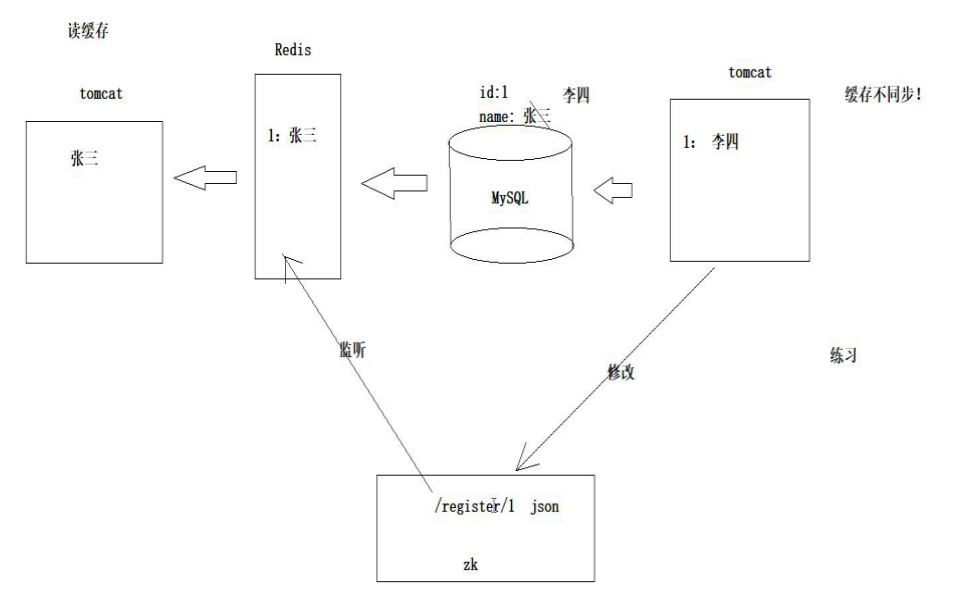 读缓存
Redis
tomcat
tomcat
缓存不同步！
id:1
李四
name: 张三
1: 张三
张三
MySQL
1: 李四
监听
修改
练习
/register/1 json
zk